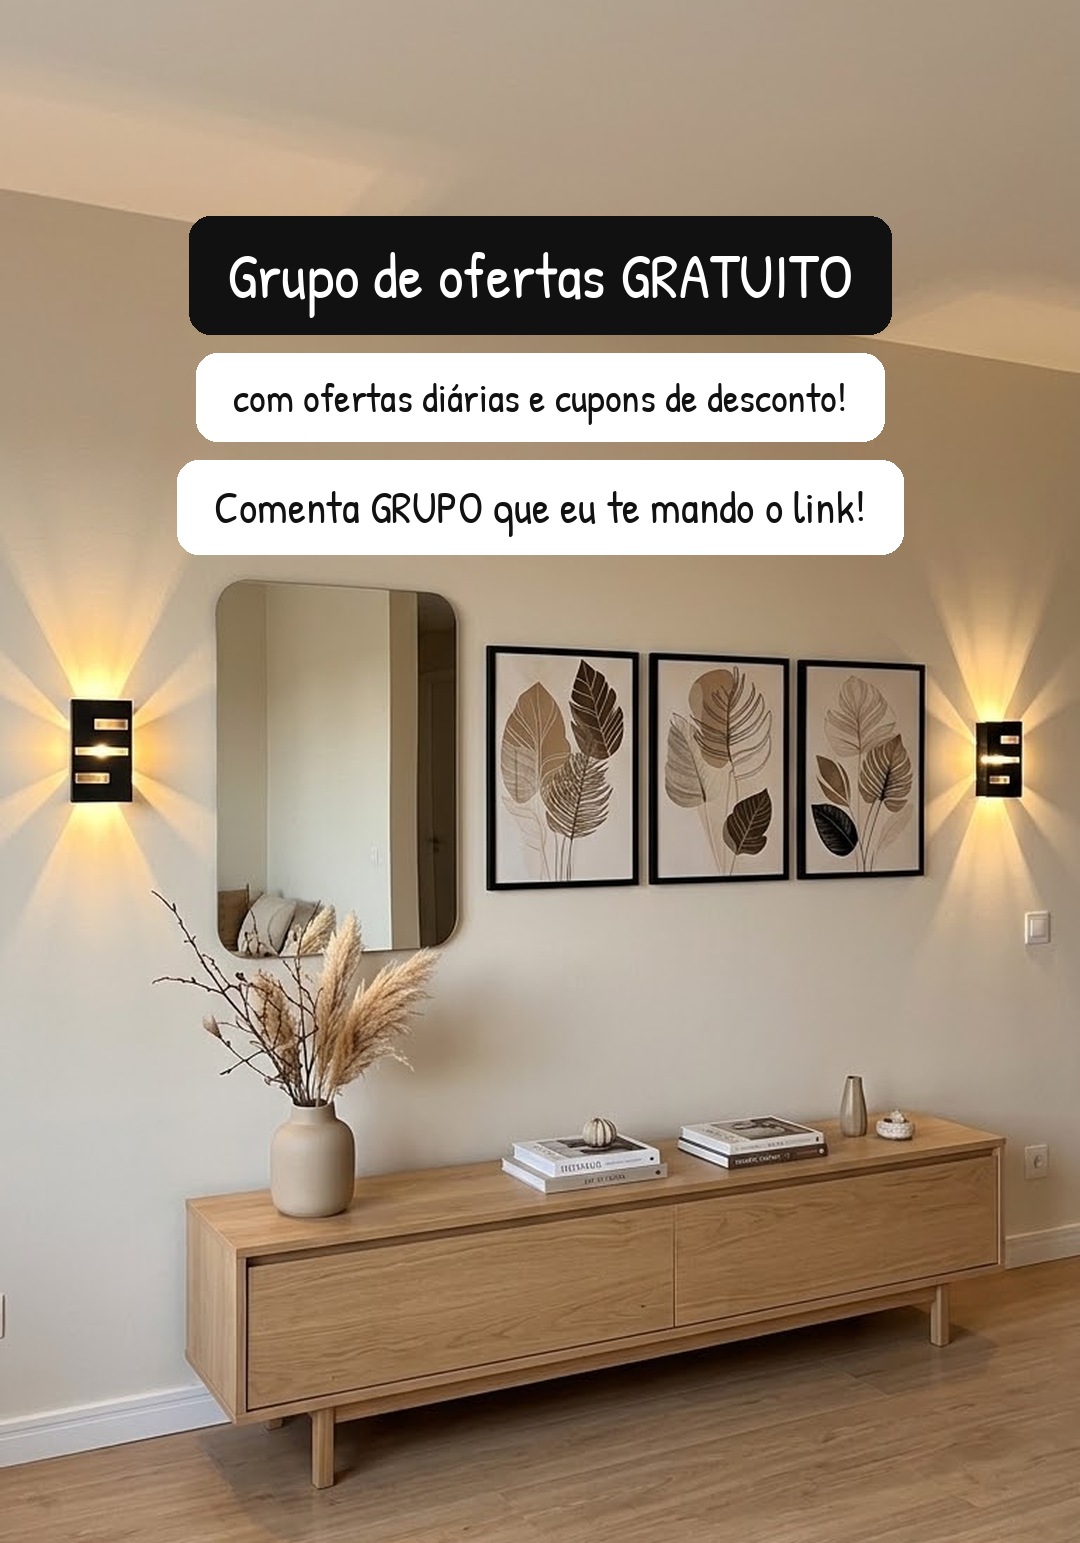 Grupo de ofertas GRATUITO
com ofertas diárias e cupons de desconto!
Comenta GRUPO que eu te mando o link!